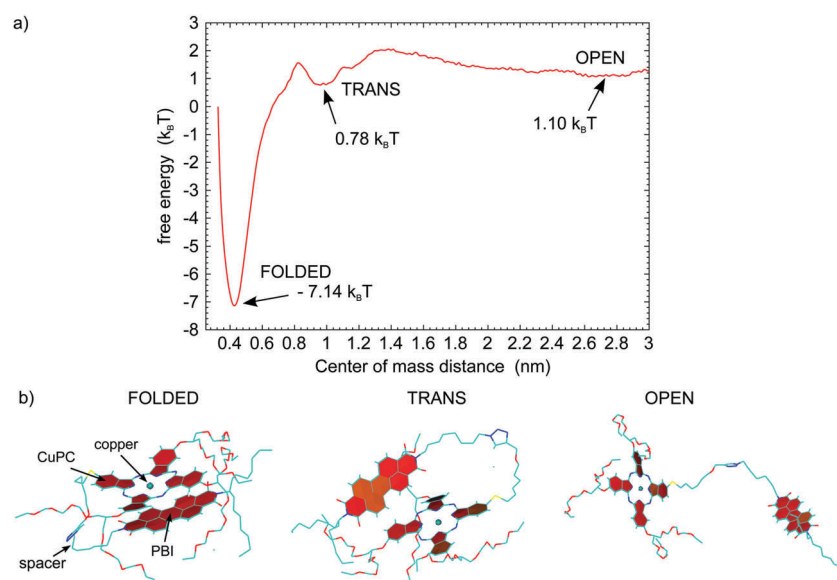 a)
free energy (kBT)
4
3
2
1
0
-1
-2
-3
-4
-5
-6
-7
-8
OPEN
TRANS
1.10 kBT
0.78 kBT
FOLDED
- 7.14 kBT
0.4 0.6 0.8 1 1.2 1.4 1.6 1.8 2 2.2 2.4 2.6 2.8 3
Center of mass distance (nm)
b) FOLDED TRANS OPEN
copper
CuPC
spacer
PBI